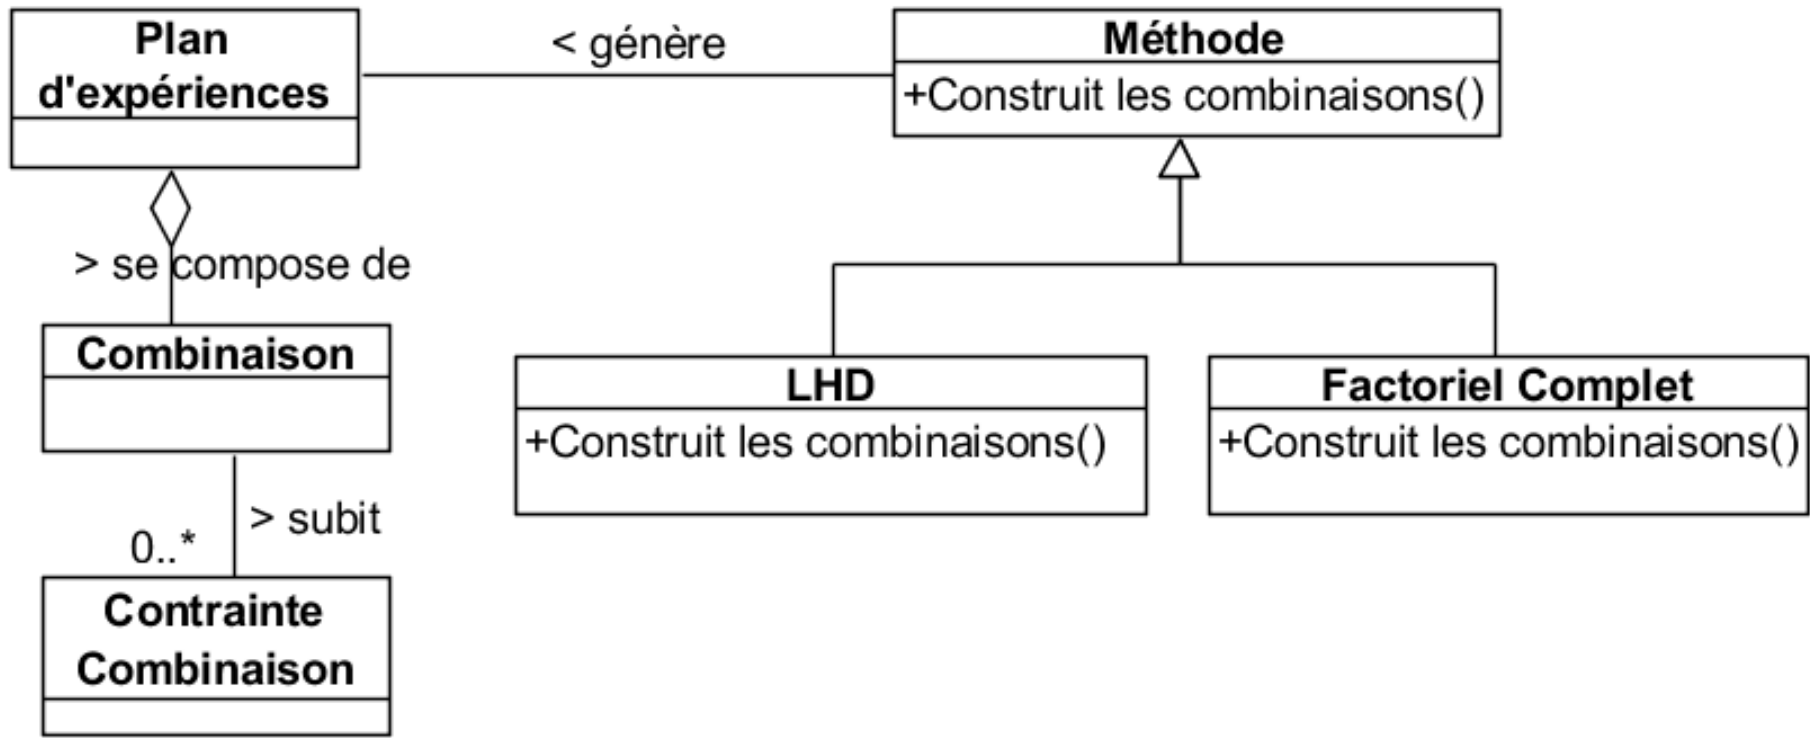 Plan
d'expériences
< génère
Méthode
+Construit les combinaisons()
> se compose de
Combinaison
LHD
+Construit les combinaisons()
Factoriel Complet
+Construit les combinaisons()
> subit
0..*
Contrainte
Combinaison